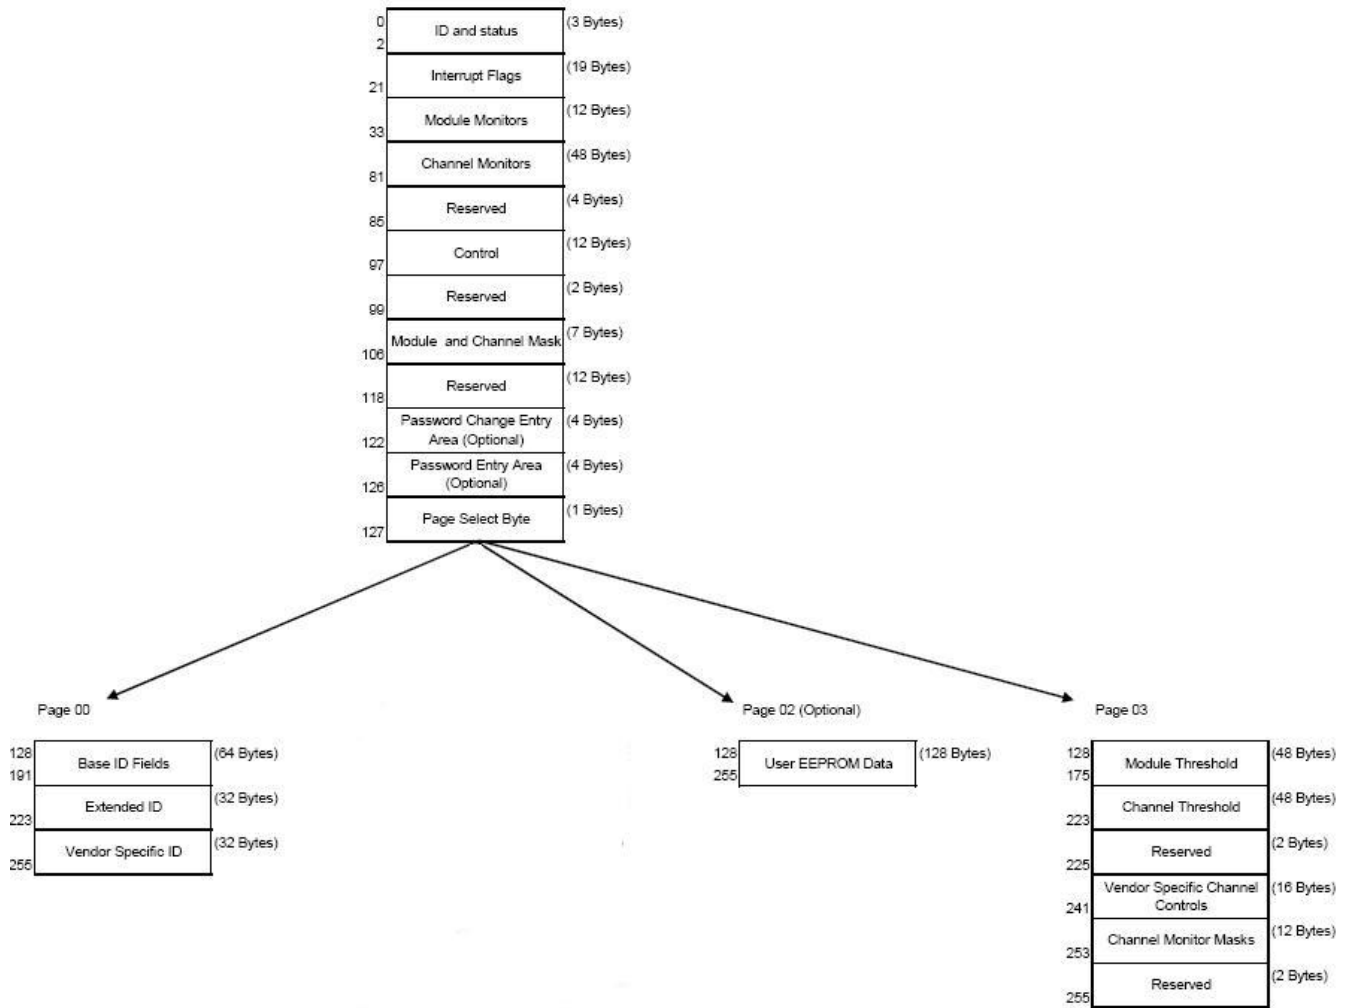 0 ID and status (3 Bytes)
2
Interrupt Flags (19 Bytes)
21
Module Monitors (12 Bytes)
33
Channel Monitors (48 Bytes)
81
Reserved (4 Bytes)
85
Control (12 Bytes)
97
Reserved (2 Bytes)
99
Module and Channel Mask (7 Bytes)
106
Reserved (12 Bytes)
118
Password Change Entry (4 Bytes)
122 Area (Optional)
Password Entry Area (4 Bytes)
126 (Optional)
Page Select Byte (1 Bytes)
127
Page 00
128 Base ID Fields (64 Bytes)
191
Extended ID (32 Bytes)
223
Vendor Specific ID (32 Bytes)
255
Page 02 (Optional)
128 User EEPROM Data (128 Bytes)
255
Page 03
128 Module Threshold (48 Bytes)
175
Channel Threshold (48 Bytes)
223
Reserved (2 Bytes)
225
Vendor Specific Channel (16 Bytes)
241 Controls
Channel Monitor Masks (12 Bytes)
253
Reserved (2 Bytes)
255